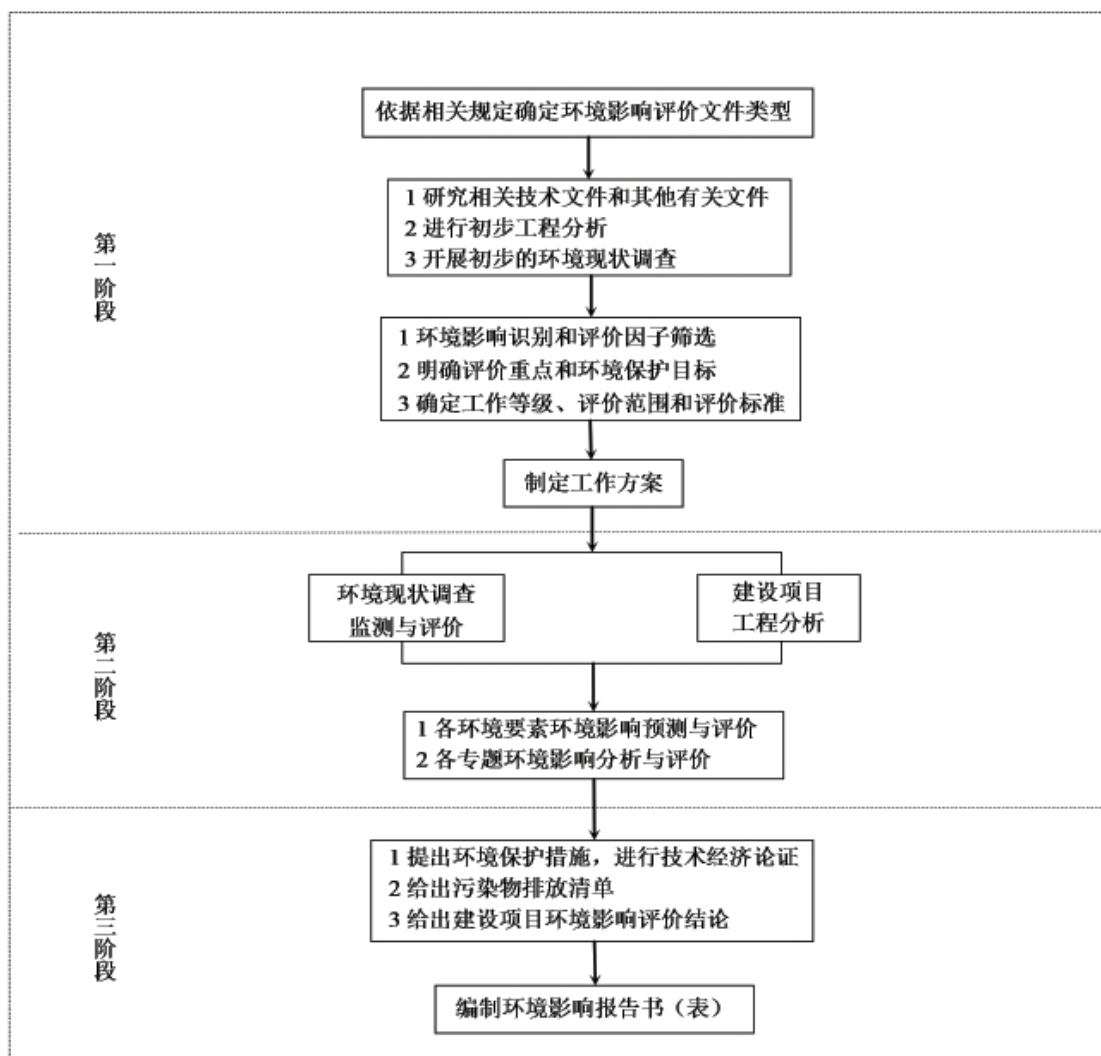 依据相关规定确定环境影响评价文件类型
1 研究相关技术文件和其他有关文件
2 进行初步工程分析
3 开展初步的环境现状调查
第一阶段
1 环境影响识别和评价因子筛选
2 明确评价重点和环境保护目标
3 确定工作等级、评价范围和评价标准
制定工作方案
环境现状调查
监测与评价
建设项目
工程分析
第二阶段
1 各环境要素环境影响预测与评价
2 各专题环境影响分析与评价
1 提出环境保护措施，进行技术经济论证
2 给出污染物排放清单
3 给出建设项目环境影响评价结论
第三阶段
编制环境影响报告书（表）